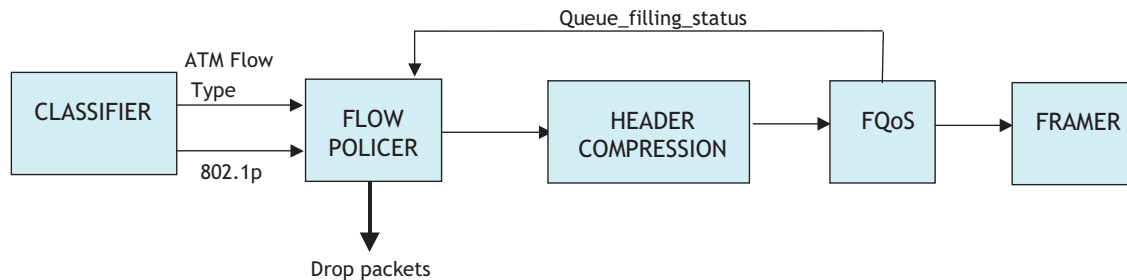 Queue_filling_status
ATM Flow
Type
CLASSIFIER
802.1p
FLOW
POLICER
HEADER
COMPRESSION
FQoS
FRAMER
Drop packets